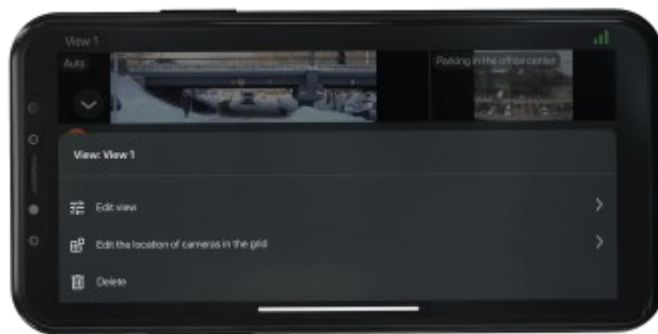 View 1
Auto
Parking in the office center
View: View 1
Edit view
Edit the location of cameras in the grid
Delete